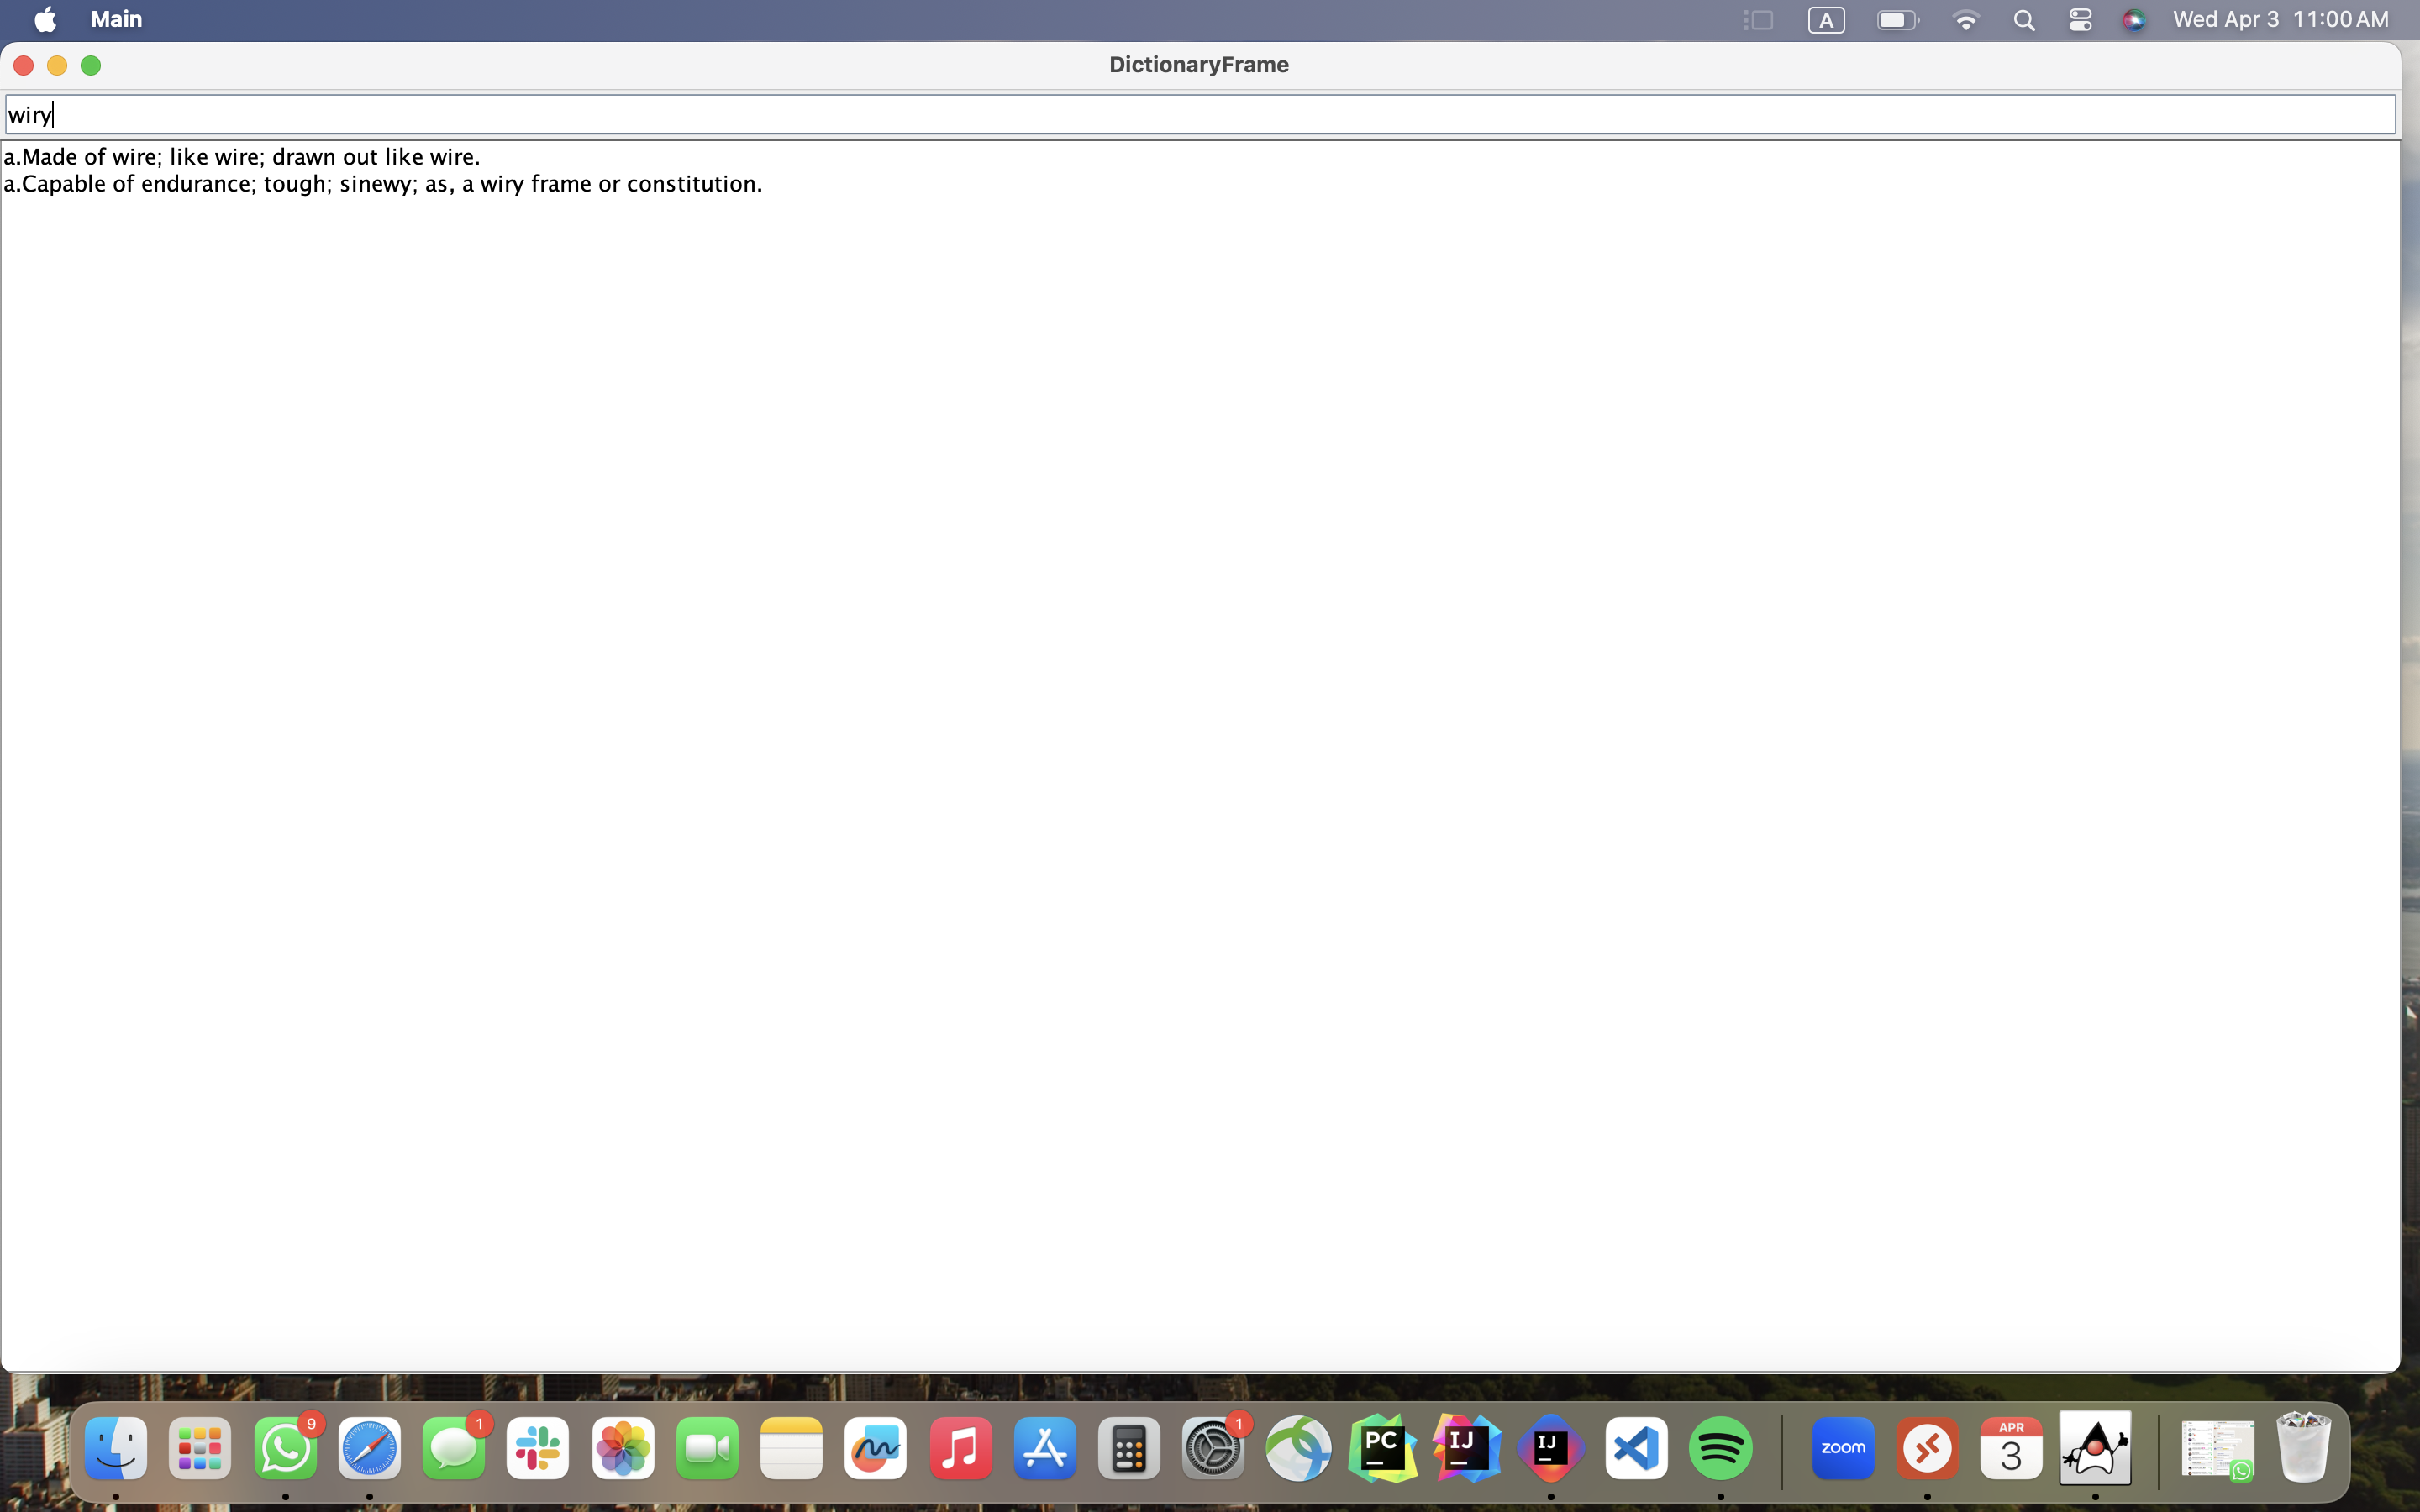 Main
A
Wed Apr 3 11:00 AM
DictionaryFrame
wiry
a.Made of wire; like wire; drawn out like wire.
a.Capable of endurance; tough; sinewy; as, a wiry frame or constitution.
9
1
1
PC
IJ
IJ
zoom
APR
3